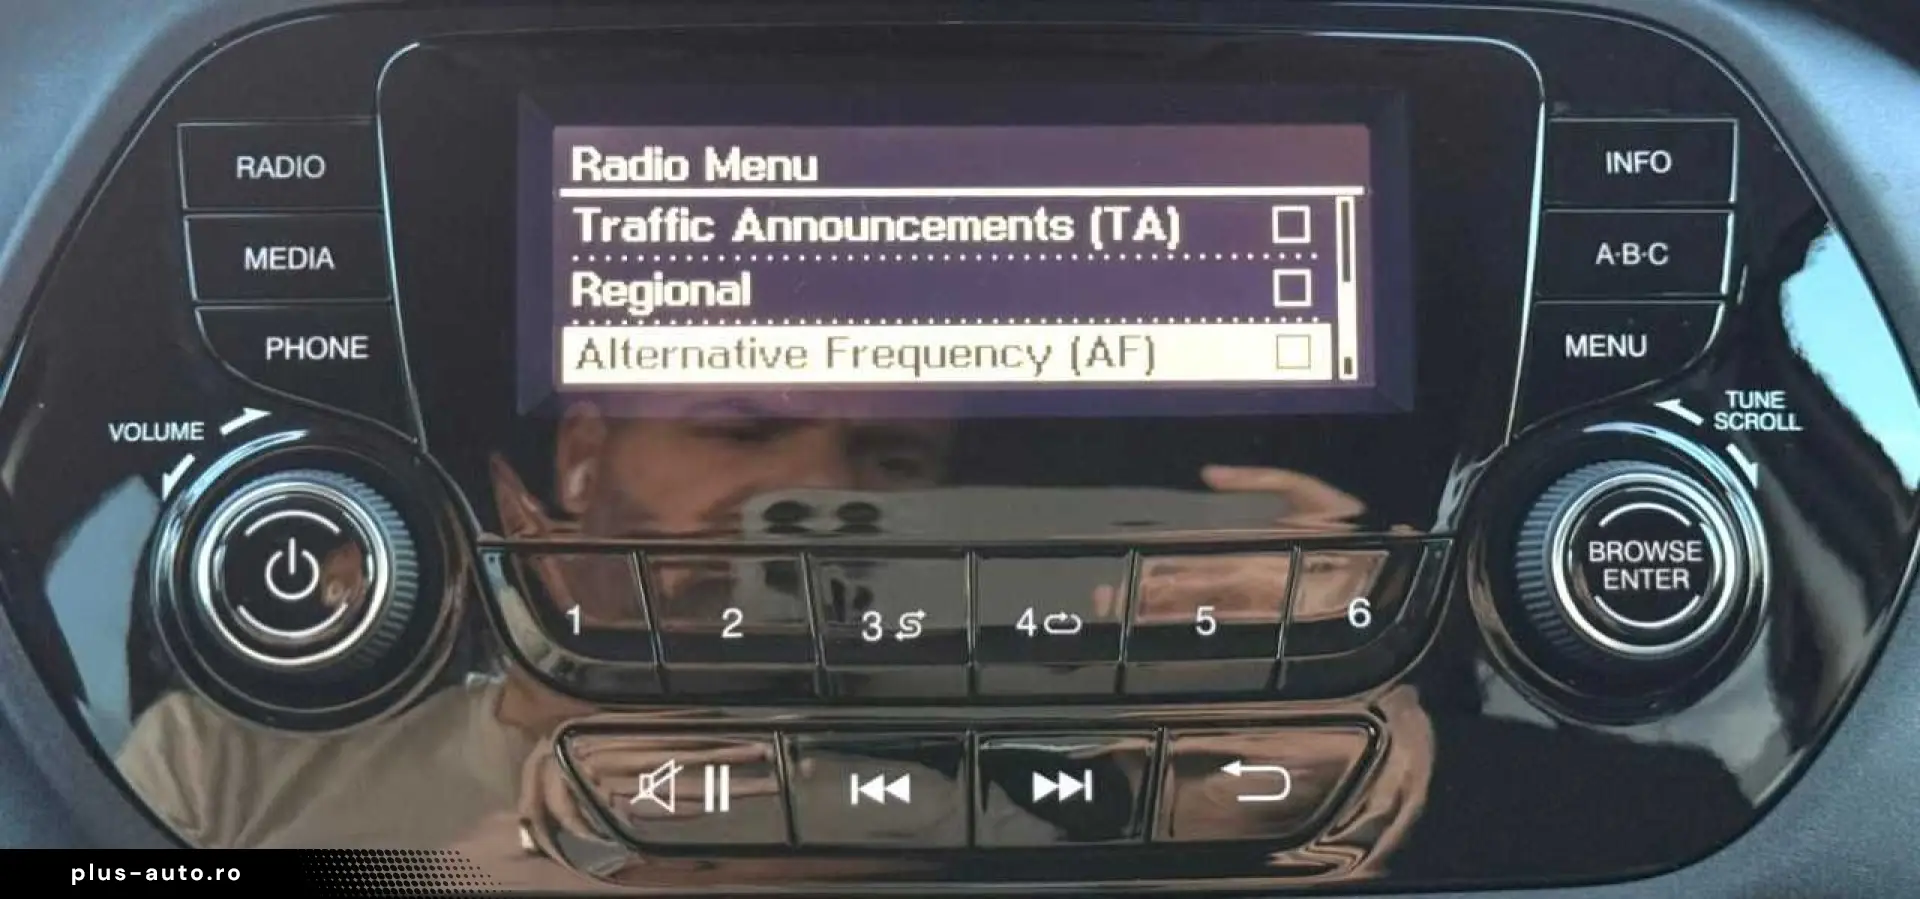 RADIO
MEDIA
PHONE
VOLUME
Radio Menu
Traffic Announcements (TA)
Regional
Alternative Frequency (AF)
INFO
A·B·C
MENU
TUNE
SCROLL
BROWSE
ENTER
1
2
3
4
5
6
plus-auto.ro